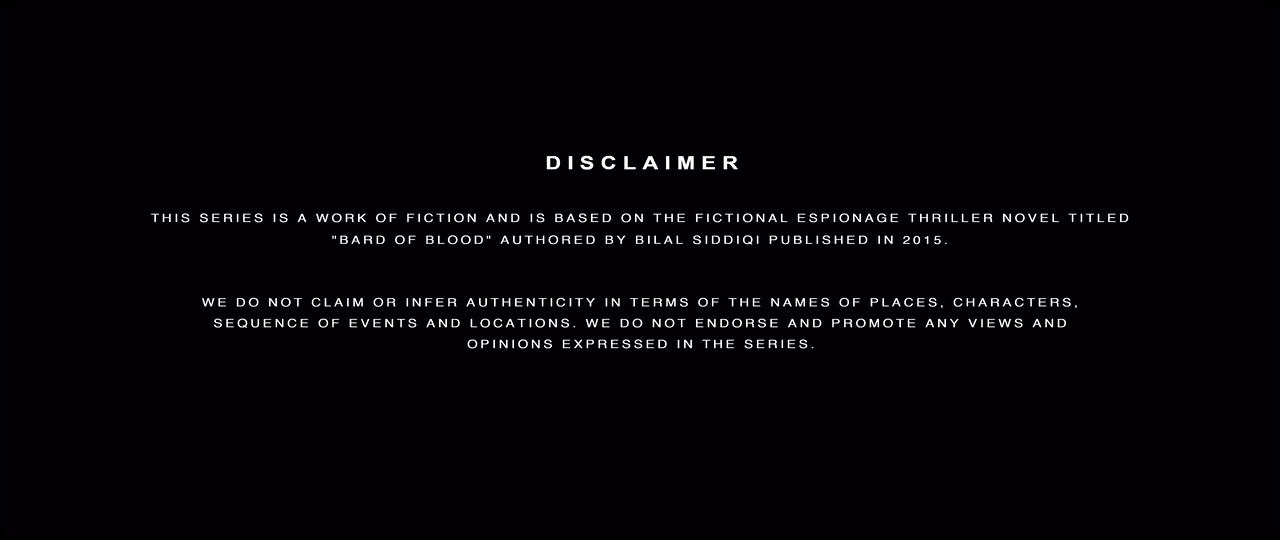 DISCLAIMER
THIS SERIES IS A WORK OF FICTION AND IS BASED ON THE FICTIONAL ESPIONAGE THRILLER NOVEL TITLED
"BARD OF BLOOD" AUTHORED BY BILAL SIDDIQI PUBLISHED IN 2015.
WE DO NOT CLAIM OR INFER AUTHENTICITY IN TERMS OF THE NAMES OF PLACES, CHARACTERS,
SEQUENCE OF EVENTS AND LOCATIONS. WE DO NOT ENDORSE AND PROMOTE ANY VIEWS AND
OPINIONS EXPRESSED IN THE SERIES.